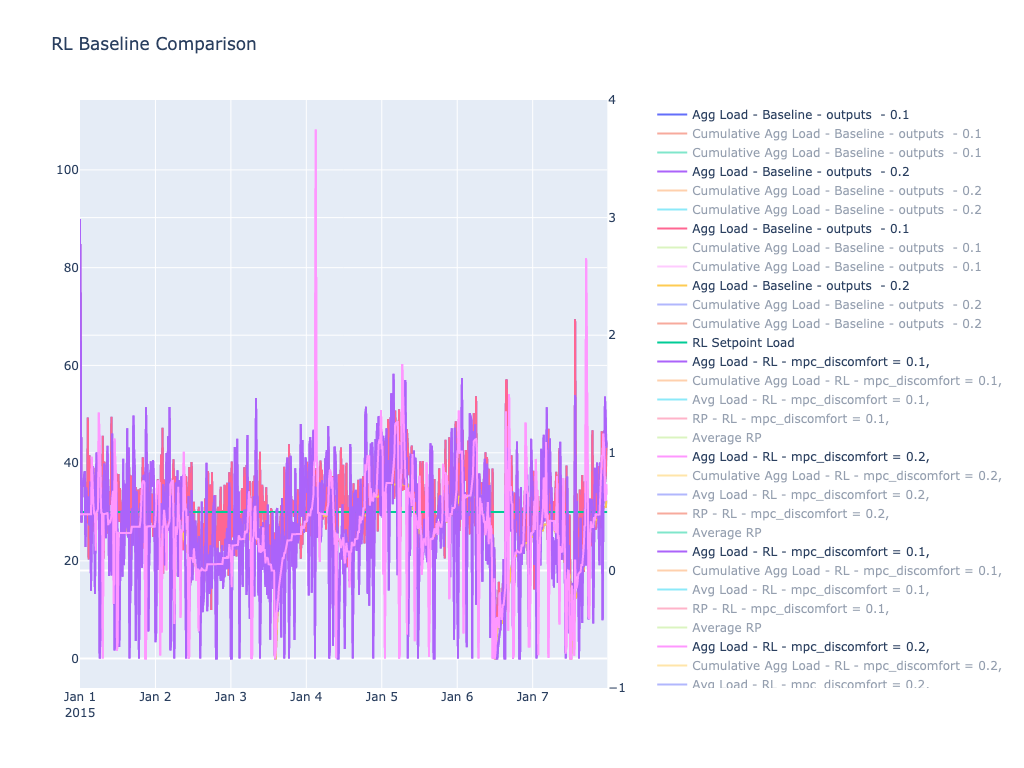 RL Baseline Comparison
4
3
2
1
0
−1
100
80
60
40
20
0
Jan 1
2015
Jan 2
Jan 3
Jan 4
Jan 5
Jan 6
Jan 7
Agg Load - Baseline - outputs  - 0.1
Cumulative Agg Load - Baseline - outputs  - 0.1
Cumulative Agg Load - Baseline - outputs  - 0.1
Agg Load - Baseline - outputs  - 0.2
Cumulative Agg Load - Baseline - outputs  - 0.2
Cumulative Agg Load - Baseline - outputs  - 0.2
Agg Load - Baseline - outputs  - 0.1
Cumulative Agg Load - Baseline - outputs  - 0.1
Cumulative Agg Load - Baseline - outputs  - 0.1
Agg Load - Baseline - outputs  - 0.2
Cumulative Agg Load - Baseline - outputs  - 0.2
Cumulative Agg Load - Baseline - outputs  - 0.2
RL Setpoint Load
Agg Load - RL - mpc_discomfort = 0.1,
Cumulative Agg Load - RL - mpc_discomfort = 0.1,
Avg Load - RL - mpc_discomfort = 0.1,
RP - RL - mpc_discomfort = 0.1,
Average RP
Agg Load - RL - mpc_discomfort = 0.2,
Cumulative Agg Load - RL - mpc_discomfort = 0.2,
Avg Load - RL - mpc_discomfort = 0.2,
RP - RL - mpc_discomfort = 0.2,
Average RP
Agg Load - RL - mpc_discomfort = 0.1,
Cumulative Agg Load - RL - mpc_discomfort = 0.1,
Avg Load - RL - mpc_discomfort = 0.1,
RP - RL - mpc_discomfort = 0.1,
Average RP
Agg Load - RL - mpc_discomfort = 0.2,
Cumulative Agg Load - RL - mpc_discomfort = 0.2,
Avg Load - RL - mpc_discomfort = 0.2,